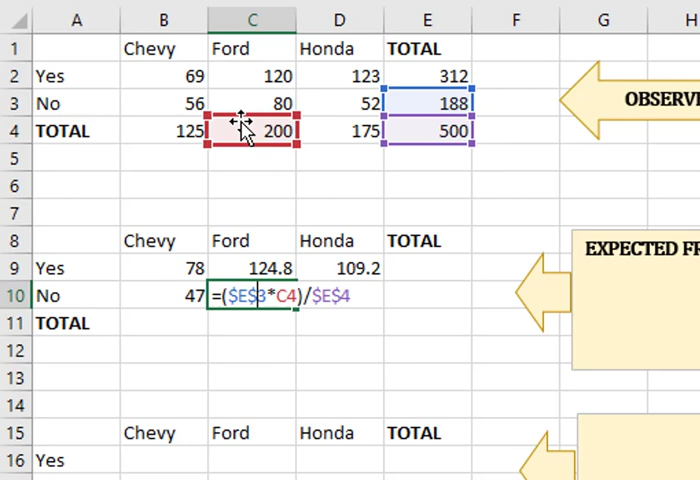 A B C D E F G H
1 Chevy Ford Honda TOTAL
2 Yes 69 120 123 312
3 No 56 80 52 188
4 TOTAL 125 200 175 500
5
6
7
8 Chevy Ford Honda TOTAL
9 Yes 78 124.8 109.2
10 No 47 =($E$3*C4)/$E$4
11 TOTAL
12
13
14
15 Chevy Ford Honda TOTAL
16 Yes
OBSERV
EXPECTED FR